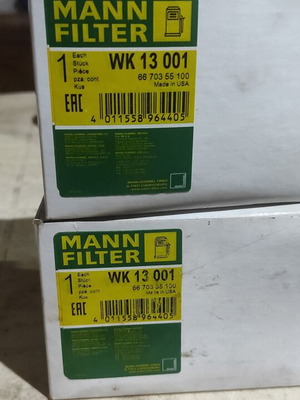 MANN
FILTER
1
Each
Stück
Pièce
pza. cont
Kus
WK 13 001
66 703 55 100
Made in USA
EAC
4 011558 964405
MANN
FILTER
1
Each
Stück
Pièce
pza. cont
Kus
WK 13 001
66 703 55 100
Made in USA
EAC
4 011558 964405